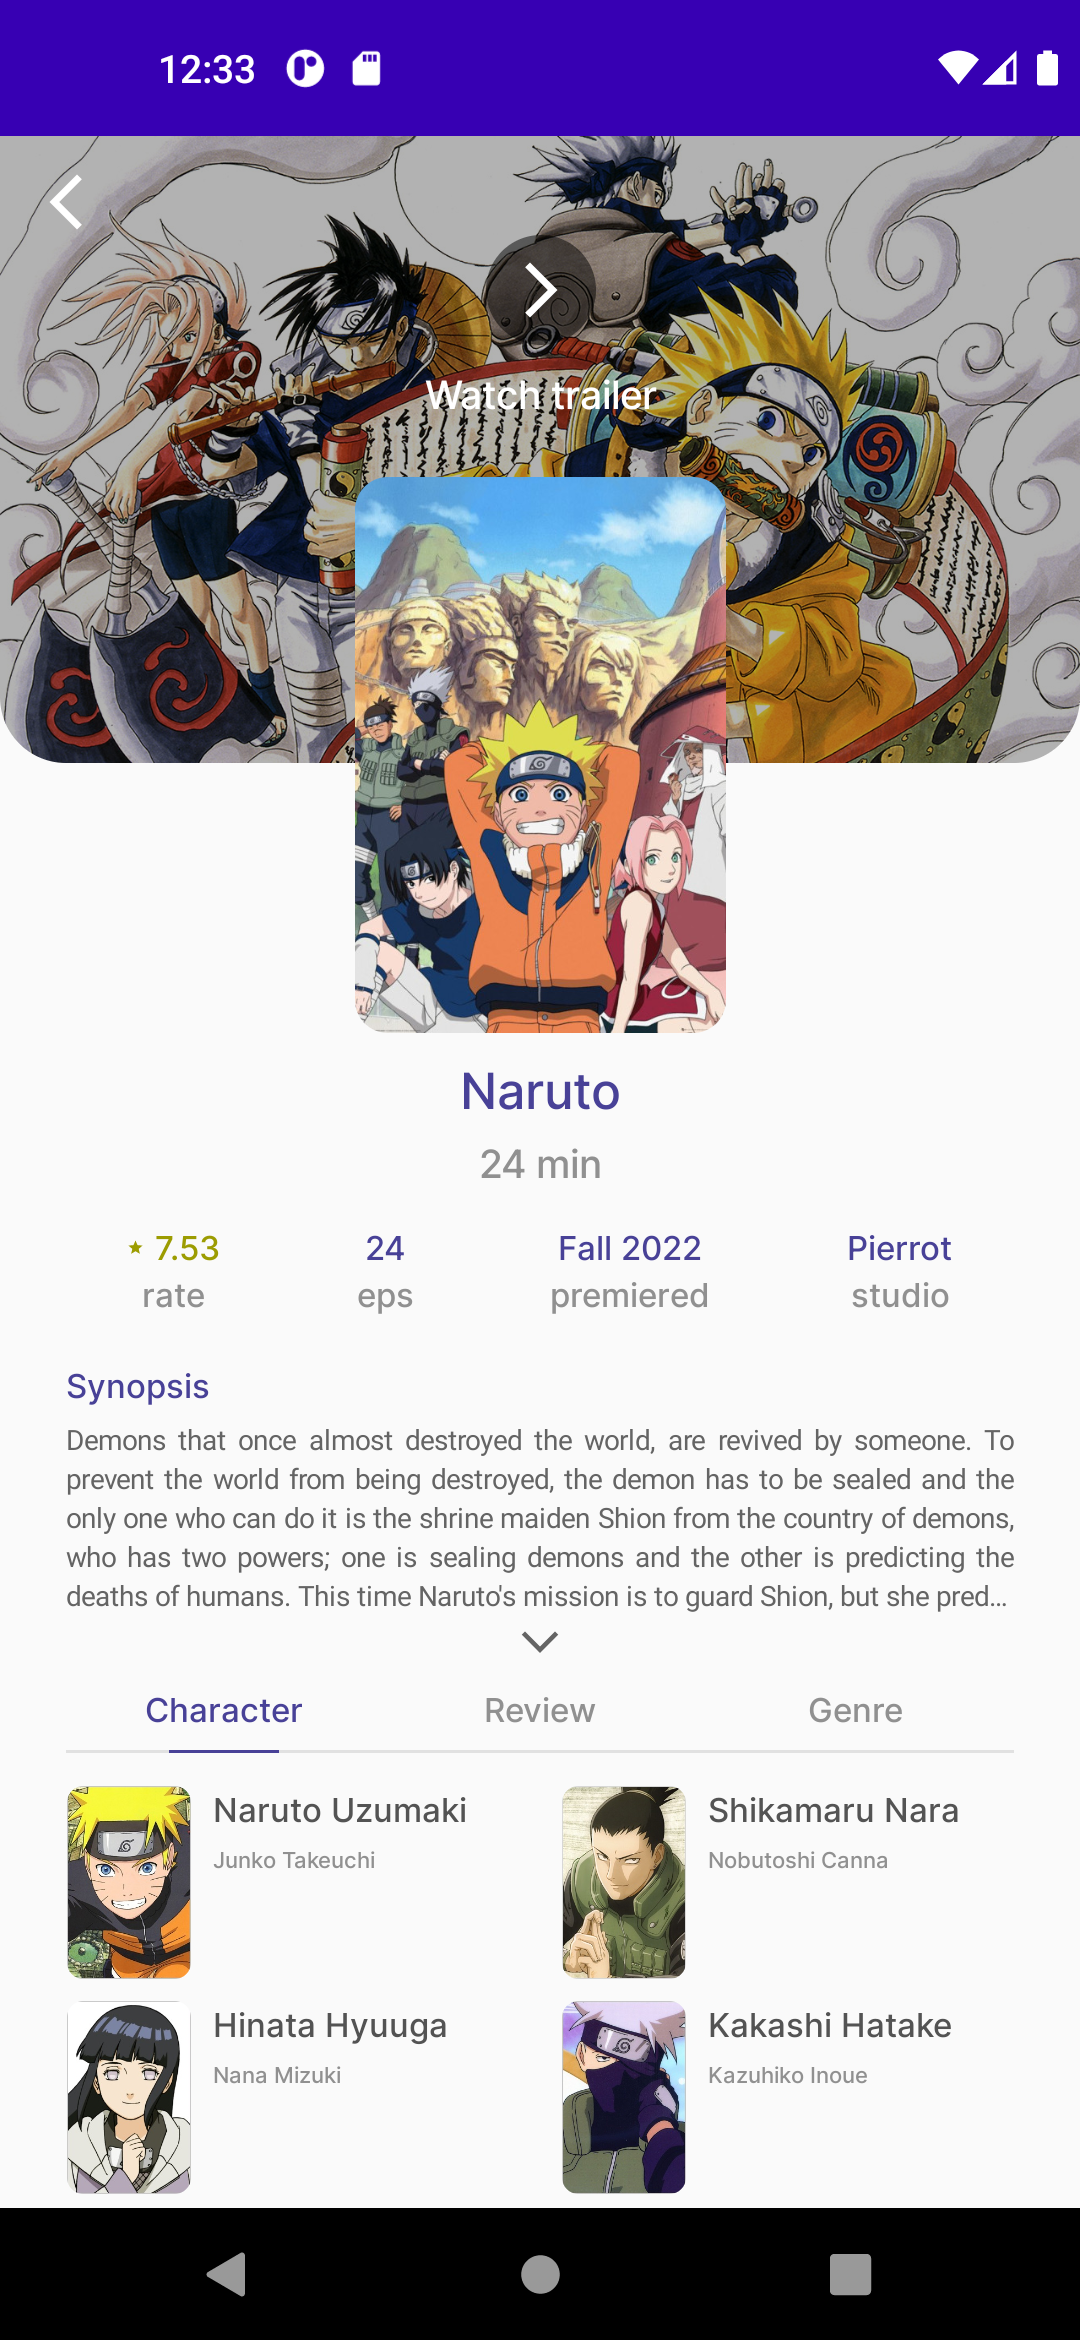 12:33
Watch trailer
Naruto
24 min
7.53
rate
24
eps
Fall 2022
premiered
Pierrot
studio
Synopsis
Demons that once almost destroyed the world, are revived by someone. To
prevent the world from being destroyed, the demon has to be sealed and the
only one who can do it is the shrine maiden Shion from the country of demons,
who has two powers; one is sealing demons and the other is predicting the
deaths of humans. This time Naruto's mission is to guard Shion, but she pred...
Character
Review
Genre
Naruto Uzumaki
Junko Takeuchi
Shikamaru Nara
Nobutoshi Canna
Hinata Hyuuga
Nana Mizuki
Kakashi Hatake
Kazuhiko Inoue